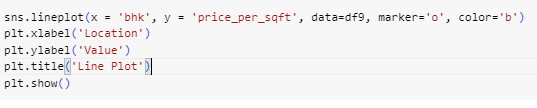 sns.lineplot(x = 'bhk', y = 'price_per_sqft', data=df9, marker='o', color='b')
plt.xlabel('Location')
plt.ylabel('Value')
plt.title('Line Plot')
plt.show()